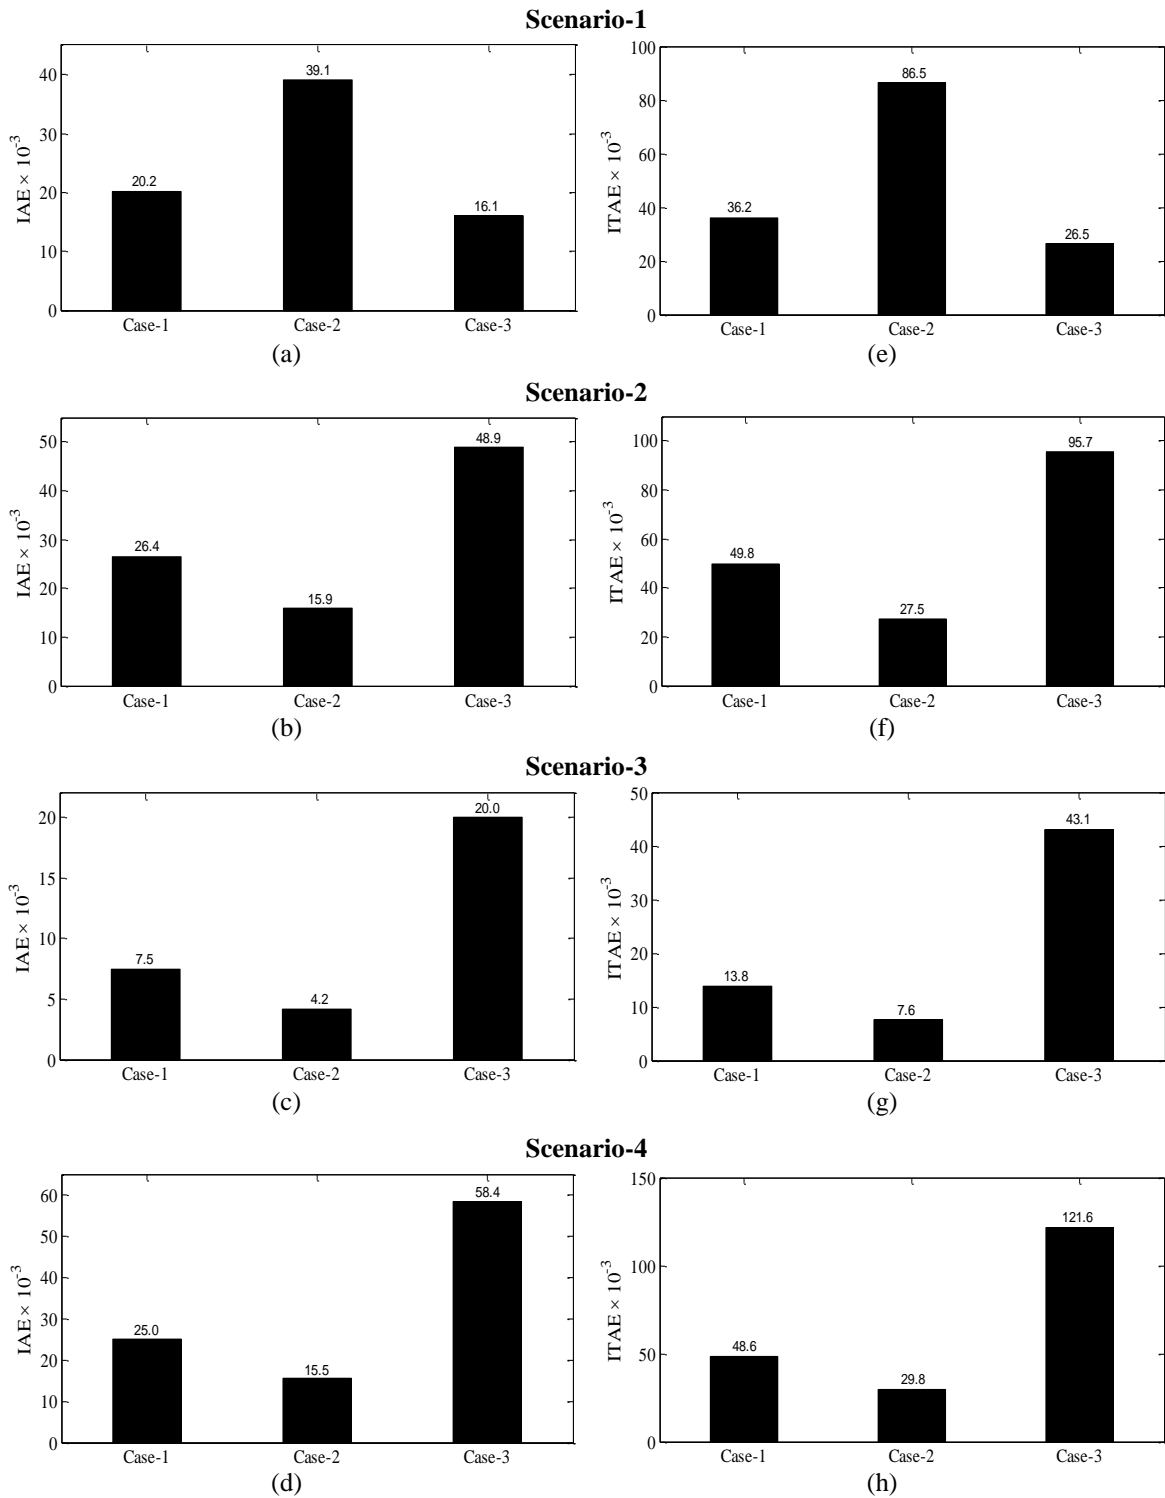 Scenario-1
40
30
20
10
0
IAE × 10-3
20.2
39.1
16.1
Case-1 Case-2 Case-3
(a)
100
80
60
40
20
0
ITAE × 10-3
36.2
86.5
26.5
Case-1 Case-2 Case-3
(e)
Scenario-2
50
40
30
20
10
0
IAE × 10-3
26.4
15.9
48.9
Case-1 Case-2 Case-3
(b)
100
80
60
40
20
0
ITAE × 10-3
49.8
27.5
95.7
Case-1 Case-2 Case-3
(f)
Scenario-3
20
15
10
5
0
IAE × 10-3
7.5
4.2
20.0
Case-1 Case-2 Case-3
(c)
50
40
30
20
10
0
ITAE × 10-3
13.8
7.6
43.1
Case-1 Case-2 Case-3
(g)
Scenario-4
60
50
40
30
20
10
0
IAE × 10-3
25.0
15.5
58.4
Case-1 Case-2 Case-3
(d)
150
100
50
0
ITAE × 10-3
48.6
29.8
121.6
Case-1 Case-2 Case-3
(h)